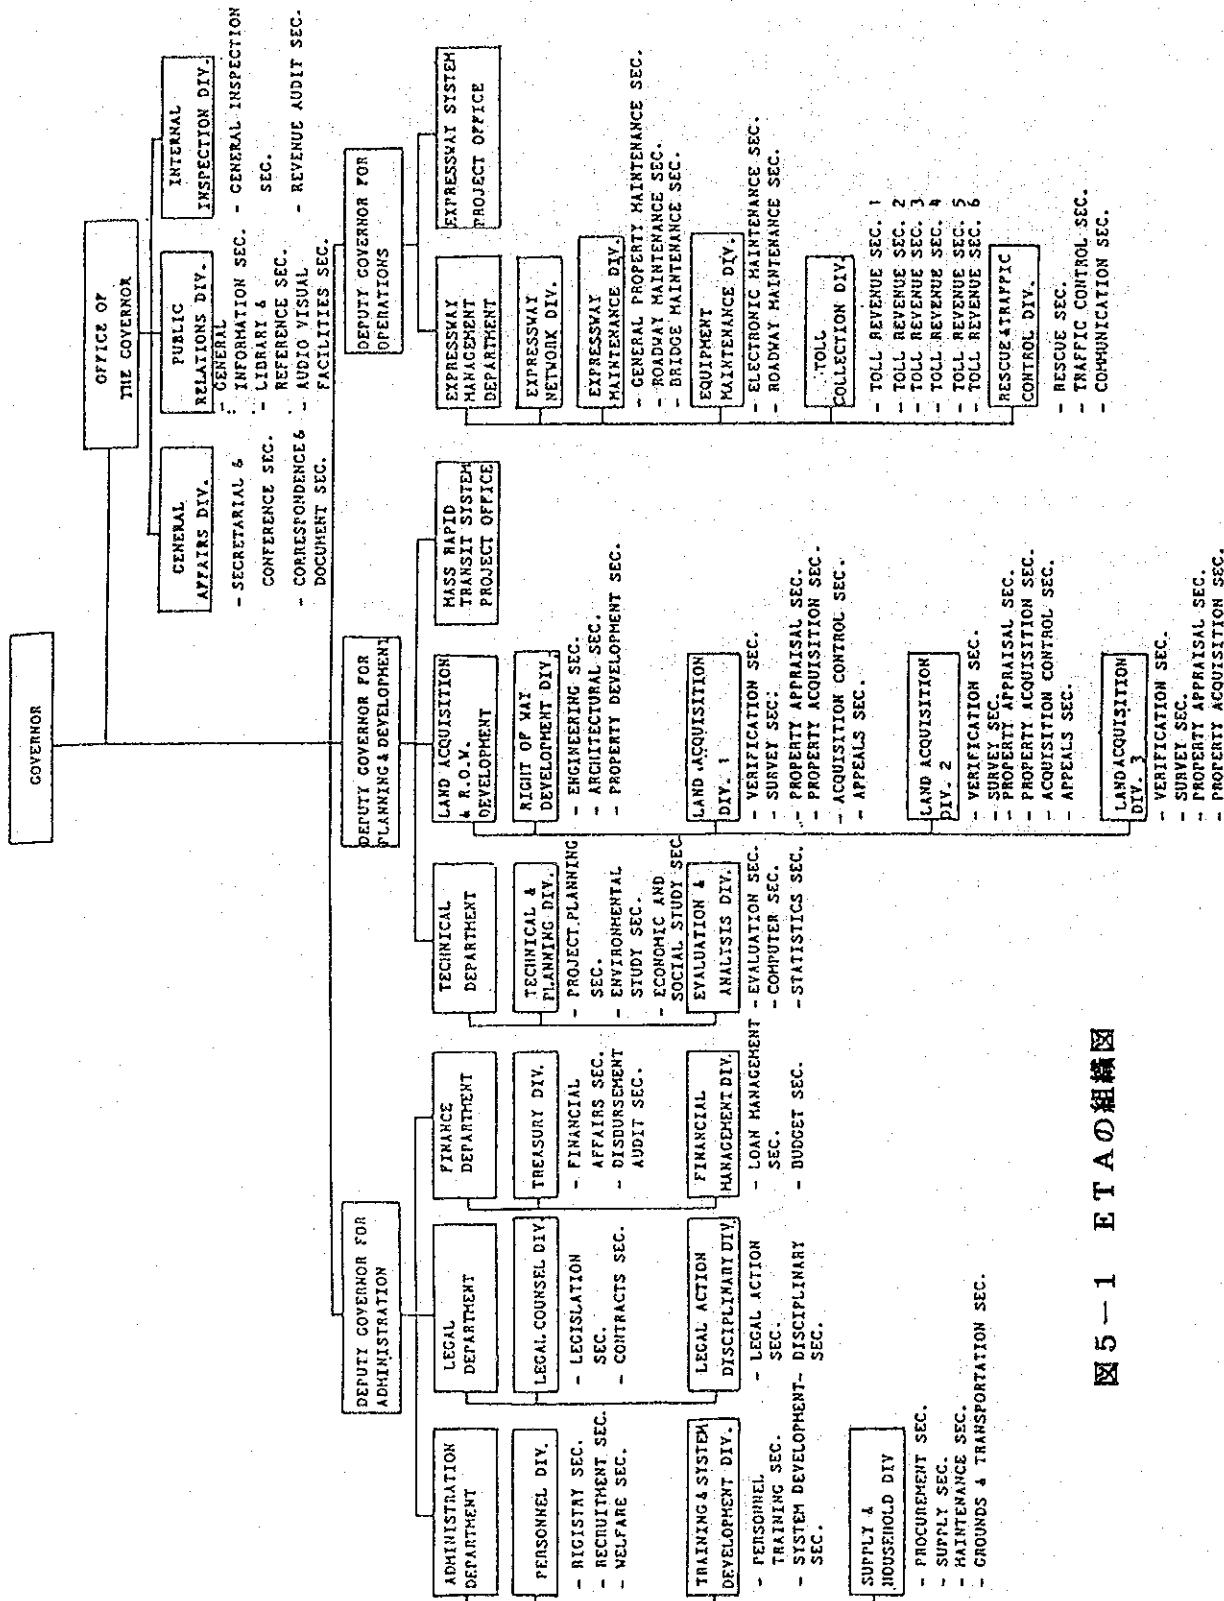 GOVERNOR
OFFICE OF
THE GOVERNOR
GENERAL
AFFAIRS DIV.
- SECRETARIAL &
CONFERENCE SEC.
- CORRESPONDENCE &
DOCUMENT SEC.
PUBLIC
RELATIONS DIV.
- GENERAL
INFORMATION SEC.
- LIBRARY &
REFERENCE SEC.
- AUDIO VISUAL
FACILITIES SEC.
INTERNAL
INSPECTION DIV.
- GENERAL INSPECTION
SEC.
- REVENUE AUDIT SEC.
DEPUTY GOVERNOR FOR
ADMINISTRATION
ADMINISTRATION
DEPARTMENT
PERSONNEL DIV.
- RIGISTRY SEC.
- RECRUITMENT SEC.
- WELFARE SEC.
TRAINING & SYSTEM
DEVELOPMENT DIV.
- PERSONNEL
TRAINING SEC.
- SYSTEM DEVELOPMENT
SEC.
SUPPLY &
HOUSEHOLD DIV
- PROCUREMENT SEC.
- SUPPLY SEC.
- MAINTENANCE SEC.
- GROUNDS & TRANSPORTATION SEC.
LEGAL
DEPARTMENT
LEGAL COUNSEL DIV.
- LEGISLATION
SEC.
- CONTRACTS SEC.
LEGAL ACTION
DISCIPLINARY DIV.
- LEGAL ACTION
SEC.
- DISCIPLINARY
SEC.
FINANCE
DEPARTMENT
TREASURY DIV.
- FINANCIAL
AFFAIRS SEC.
- DISBURSEMENT
AUDIT SEC.
FINANCIAL
MANAGEMENT DIV.
- LOAN MANAGEMENT
SEC.
- BUDGET SEC.
DEPUTY GOVERNOR FOR
PLANNING & DEVELOPMENT
TECHNICAL
DEPARTMENT
TECHNICAL &
PLANNING DIV.
- PROJECT PLANNING
SEC.
- ENVIRONMENTAL
STUDY SEC.
- ECONOMIC AND
SOCIAL STUDY SEC
EVALUATION &
ANALISIS DIV.
- EVALUATION SEC.
- COMPUTER SEC.
- STATISTICS SEC.
LAND ACQUISITION
& R.O.W.
DEVELOPMENT
RIGHT OF WAY
DEVELOPMENT DIV
- ENGINEERING SEC.
- ARCHITECTURAL SEC.
- PROPERTY DEVELOPMENT SEC.
LAND ACQUISITION
DIV. 1
- VERIFICATION SEC.
- SURVEY SEC.
- PROPERTY APPRAISAL SEC.
- PROPERTY ACQUISITION SEC.
- ACQUISITION CONTROL SEC.
- APPEALS SEC.
LAND ACQUISITION
DIV. 2
- VERIFICATION SEC.
- SURVEY SEC.
- PROPERTY APPRAISAL SEC.
- PROPERTY ACQUISITION SEC.
- ACQUISITION CONTROL SEC.
- APPEALS SEC.
LAND ACQUISITION
DIV. 3
- VERIFICATION SEC.
- SURVEY SEC.
- PROPERTY APPRAISAL SEC.
- PROPERTY ACQUISITION SEC.
MASS RAPID
TRANSIT SYSTEM
PROJECT OFFICE
DEPUTY GOVERNOR FOR
OPERATIONS
EXPRESSWAY
MANAGEMENT
DEPARTMENT
EXPRESSWAY
NETWORK DIV.
EXPRESSWAY
MAINTENANCE DIV.
- GENERAL PROPERTY MAINTENANCE SEC.
- ROADWAY MAINTENANCE SEC.
- BRIDGE MAINTENANCE SEC.
EQUIPMENT
MAINTENANCE DIV.
- ELECTRONIC MAINTENANCE SEC.
- ROADWAY MAINTENANCE SEC.
TOLL
COLLECTION DIV.
- TOLL REVENUE SEC. 1
- TOLL REVENUE SEC. 2
- TOLL REVENUE SEC. 3
- TOLL REVENUE SEC. 4
- TOLL REVENUE SEC. 5
- TOLL REVENUE SEC. 6
RESCUE & TRAFFIC
CONTROL DIV.
- RESCUE SEC.
- TRAFFIC CONTROL SEC.
- COMMUNICATION SEC.
EXPRESSWAY SYSTEM
PROJECT OFFICE
図5－1 ETAの組織図